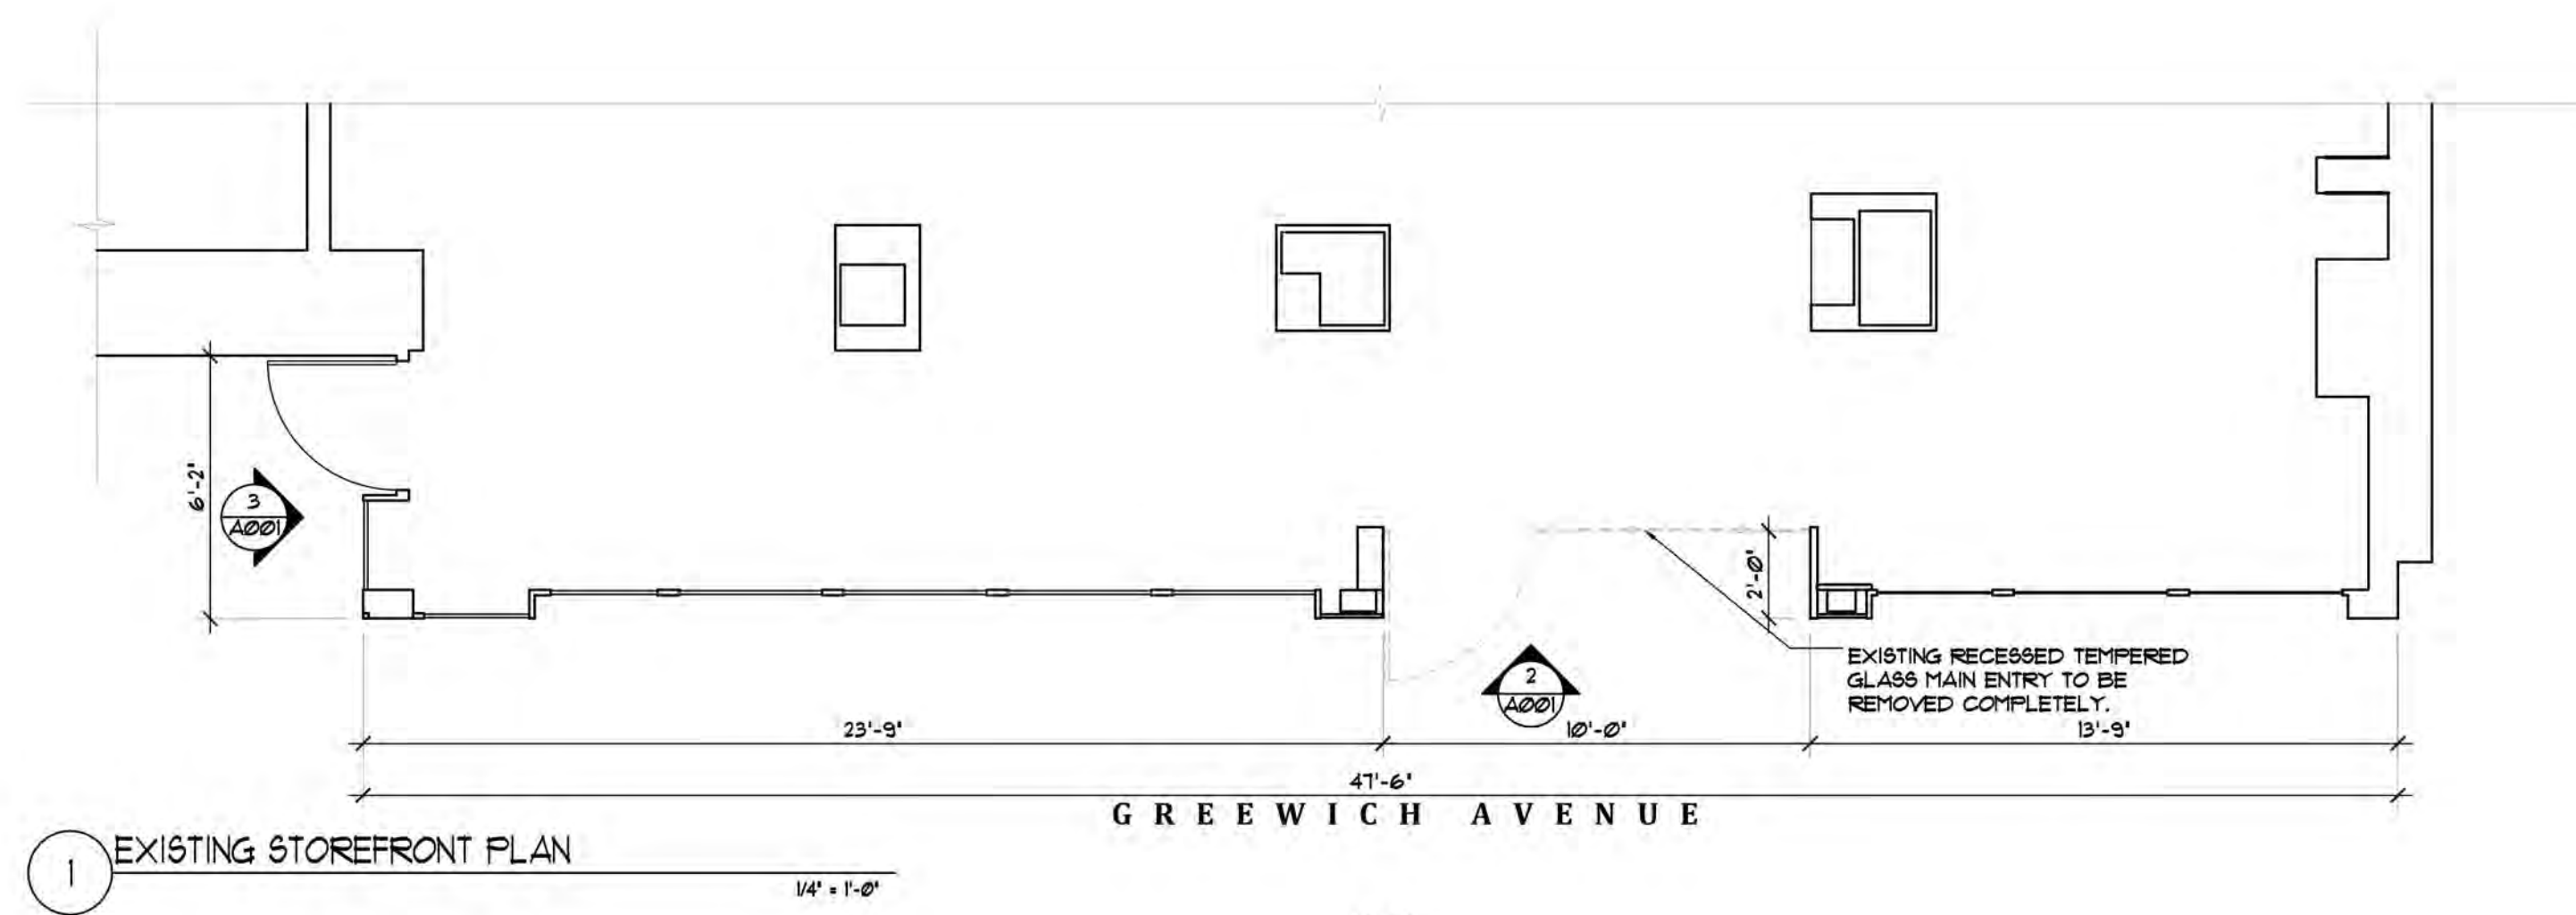 6'-2"
3
A001
2'-0"
EXISTING RECESSED TEMPERED
GLASS MAIN ENTRY TO BE
REMOVED COMPLETELY.
2
A001
23'-9"
10'-0"
13'-9"
47'-6"
GREEWICH AVENUE
1
EXISTING STOREFRONT PLAN
1/4" = 1'-0"